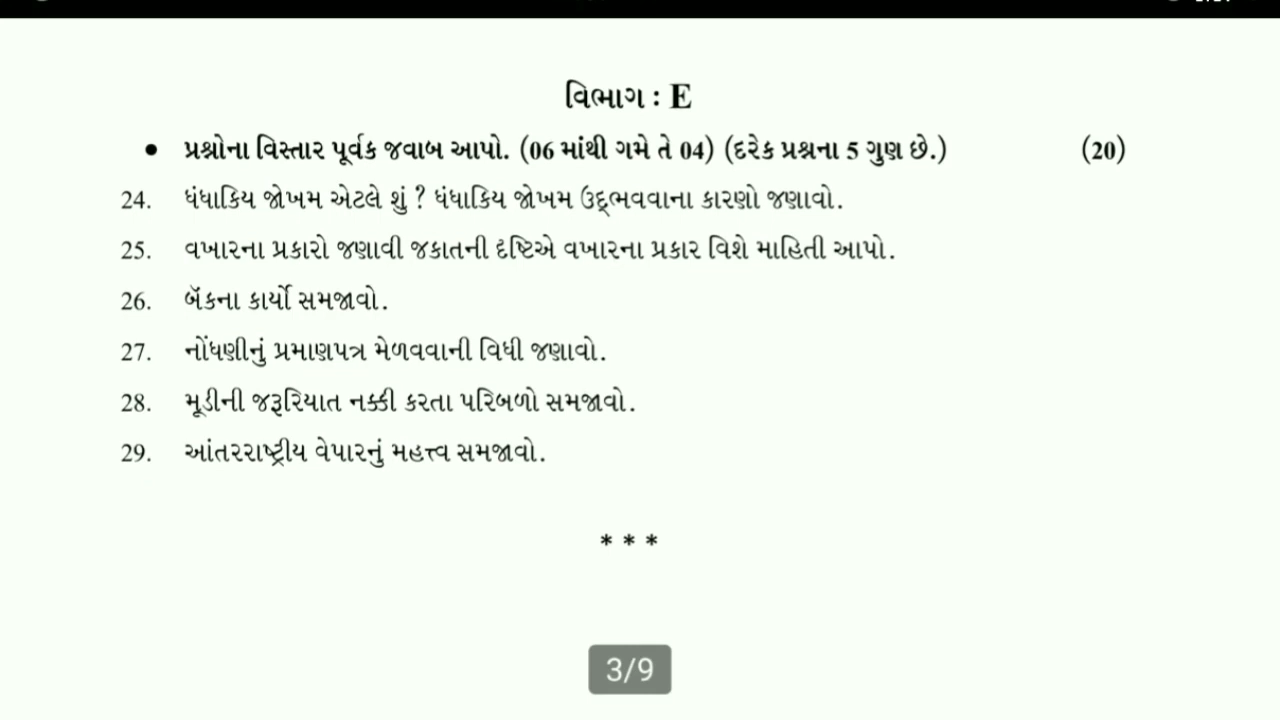 વિભાગ : E
• પ્રશ્નોના વિસ્તાર પૂર્વક જવાબ આપો. (06 માંથી ગમે તે 04) (દરેક પ્રશ્નના 5 ગુણ છે.) (20)
24. ધંધાકિય જોખમ એટલે શું ? ધંધાકિય જોખમ ઉદ્ભવવાના કારણો જણાવો.
25. વખારના પ્રકારો જણાવી જકાતની દૃષ્ટિએ વખારના પ્રકાર વિશે માહિતી આપો.
26. બૅંકના કાર્યો સમજાવો.
27. નોંધણીનું પ્રમાણપત્ર મેળવવાની વિધી જણાવો.
28. મૂડીની જરૂરિયાત નક્કી કરતા પરિબળો સમજાવો.
29. આંતરરાષ્ટ્રીય વેપારનું મહત્ત્વ સમજાવો.
* * *
3/9